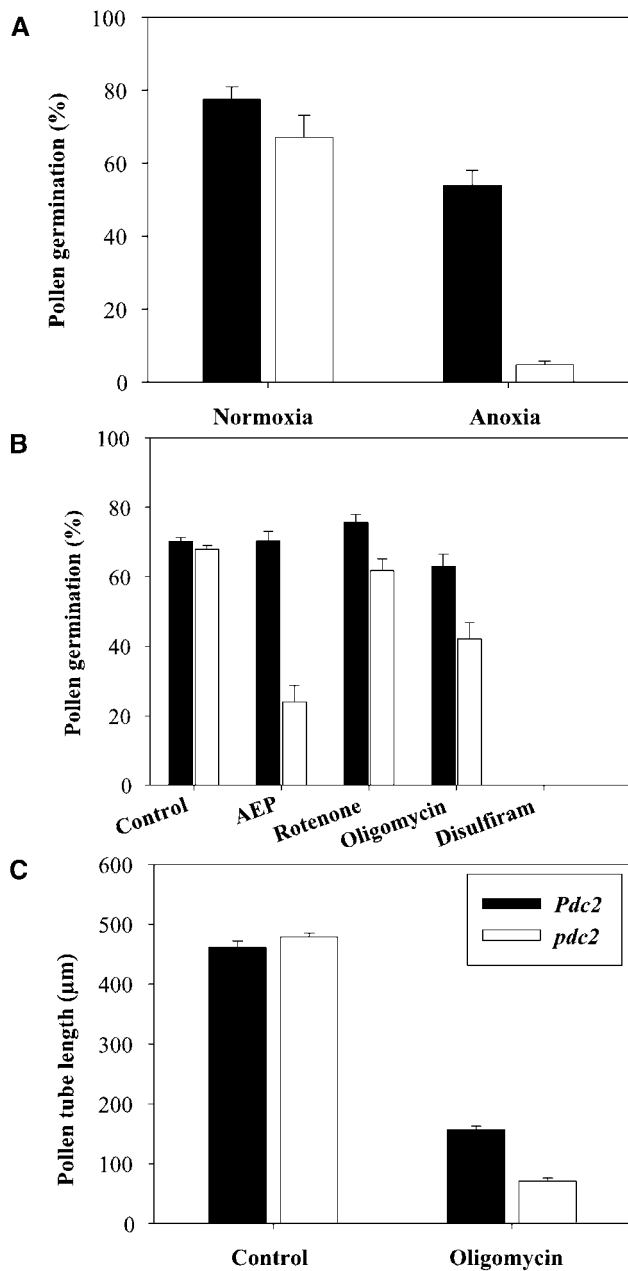 A
100
80
60
40
20
0
Pollen germination (%)
Normoxia
Anoxia
B
100
80
60
40
20
0
Pollen germination (%)
Control
AEP
Rotenone
Oligomycin
Disulfiram
C
600
500
400
300
200
100
0
Pollen tube length (µm)
Pdc2
pdc2
Control
Oligomycin